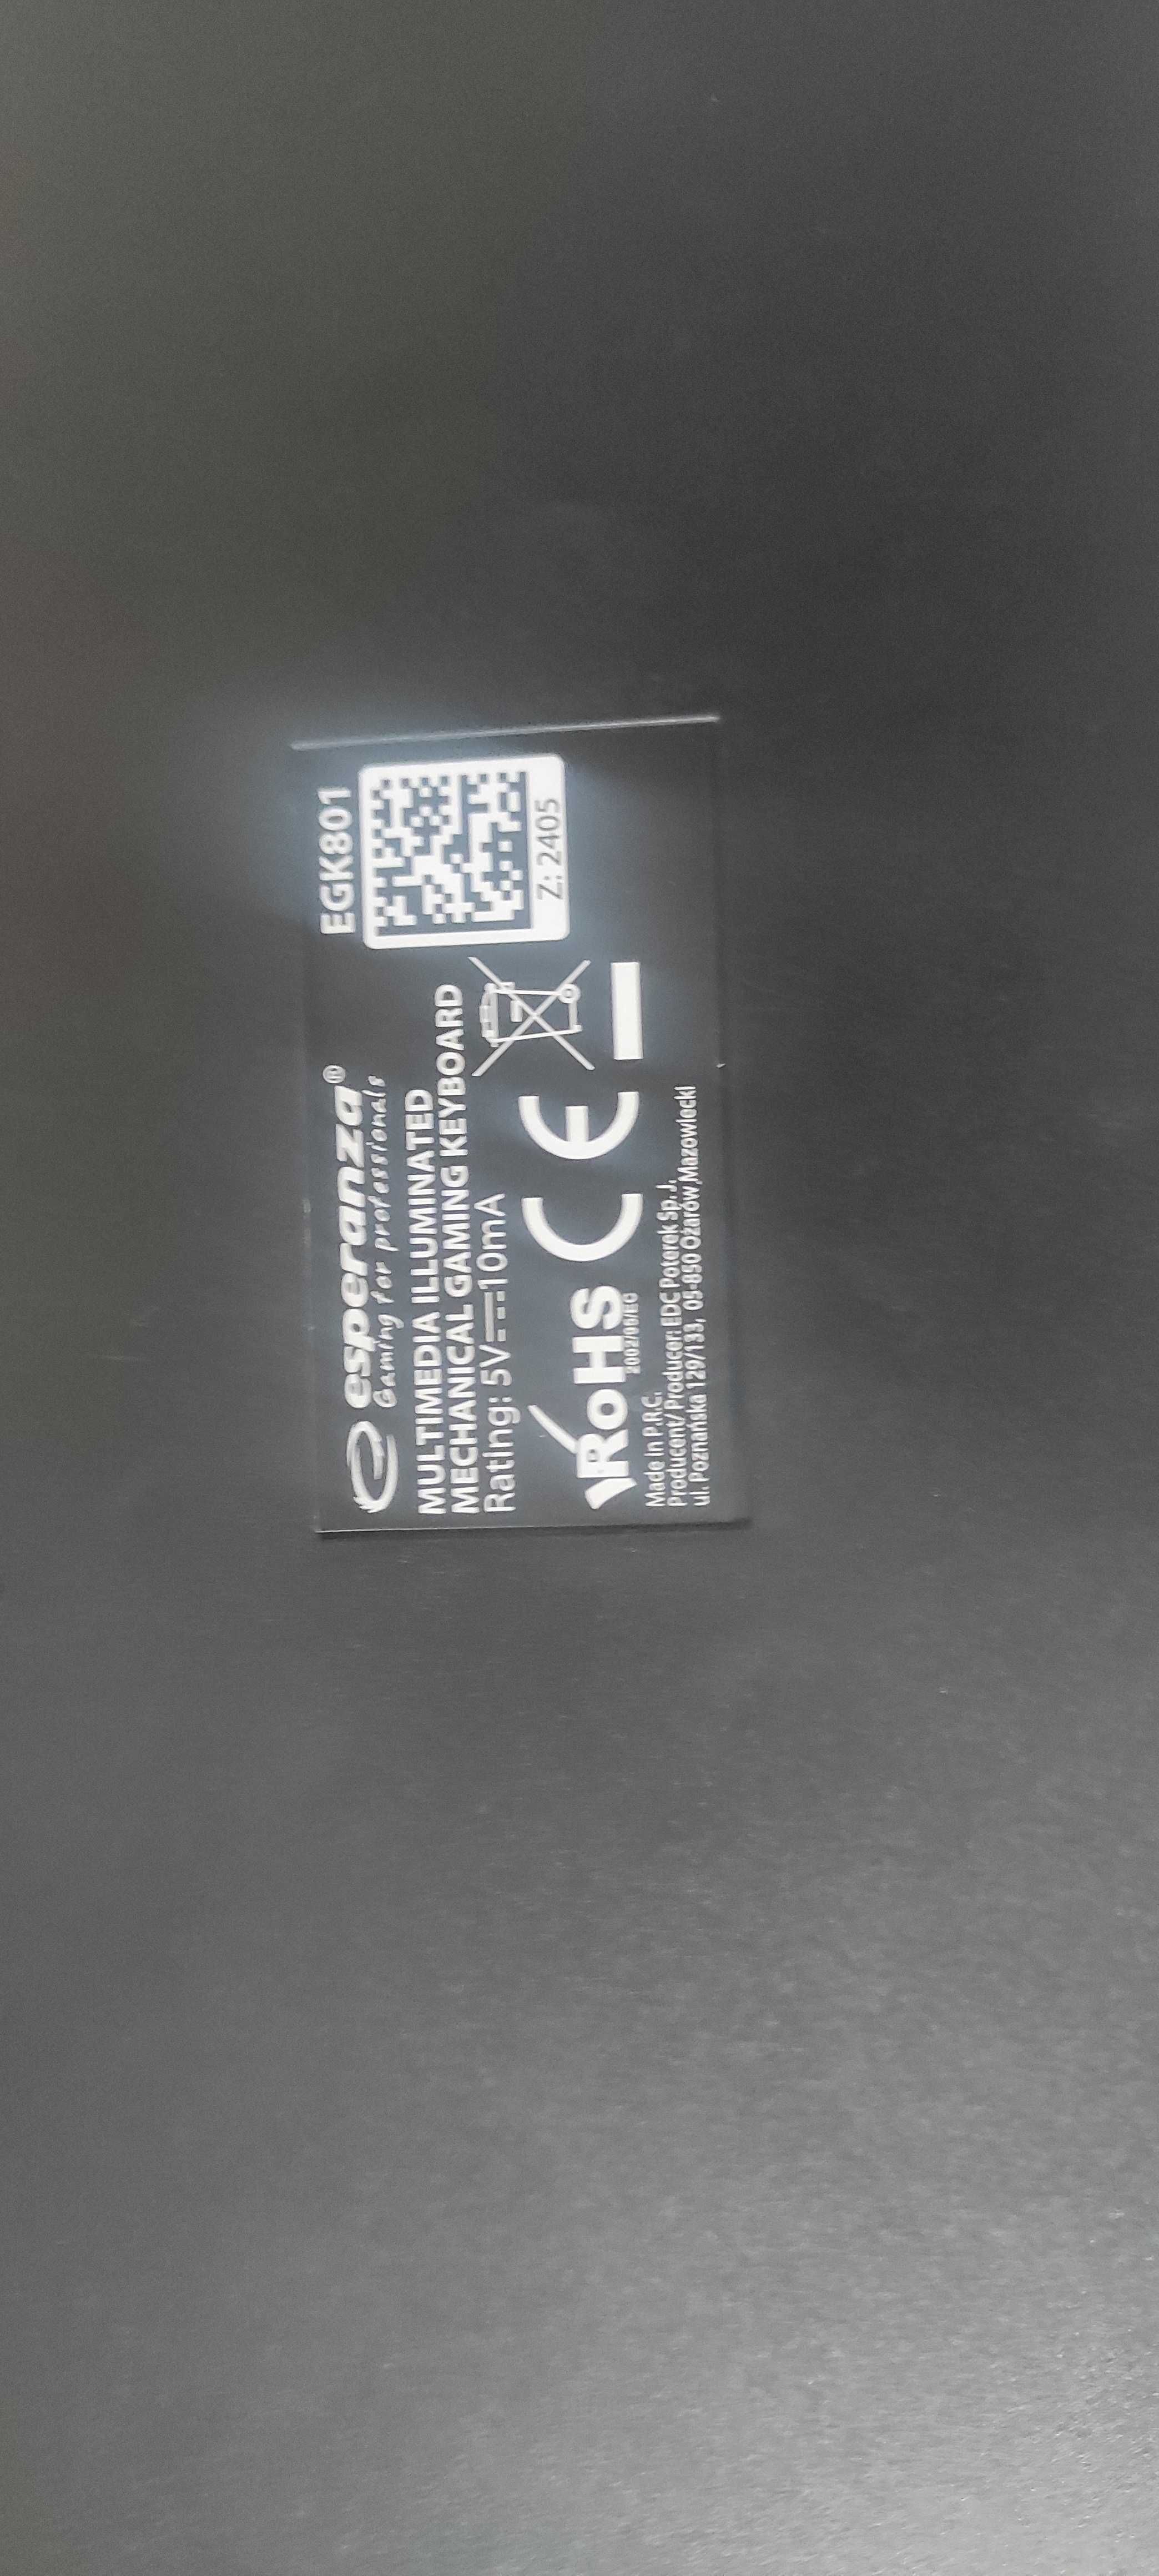 esperanza®
Gaming for professionals
EGK801
MULTIMEDIA ILLUMINATED
MECHANICAL GAMING KEYBOARD
Rating: 5V⎓10mA
Z: 2405
RoHS
2002/95/EG
CE
Made in P.R.C.
Producent/ Producer: EDC Poterek Sp. J.
ul. Poznańska 129/133, 05-850 Ożarów Mazowiecki